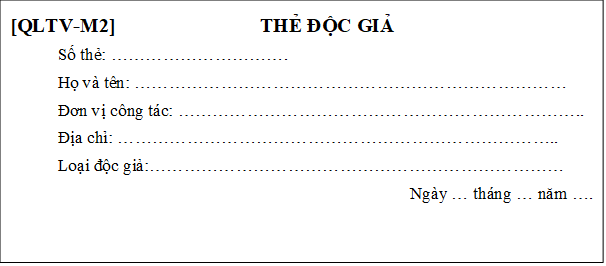 [QLTV-M2] THẺ ĐỘC GIẢ
Số thẻ: …………………………
Họ và tên: …………………………………………………………………
Đơn vị công tác: ……………………………………………………………..
Địa chỉ: …………………………………………………………………..
Loại độc giả:………………………………………………………………
Ngày … tháng … năm ….